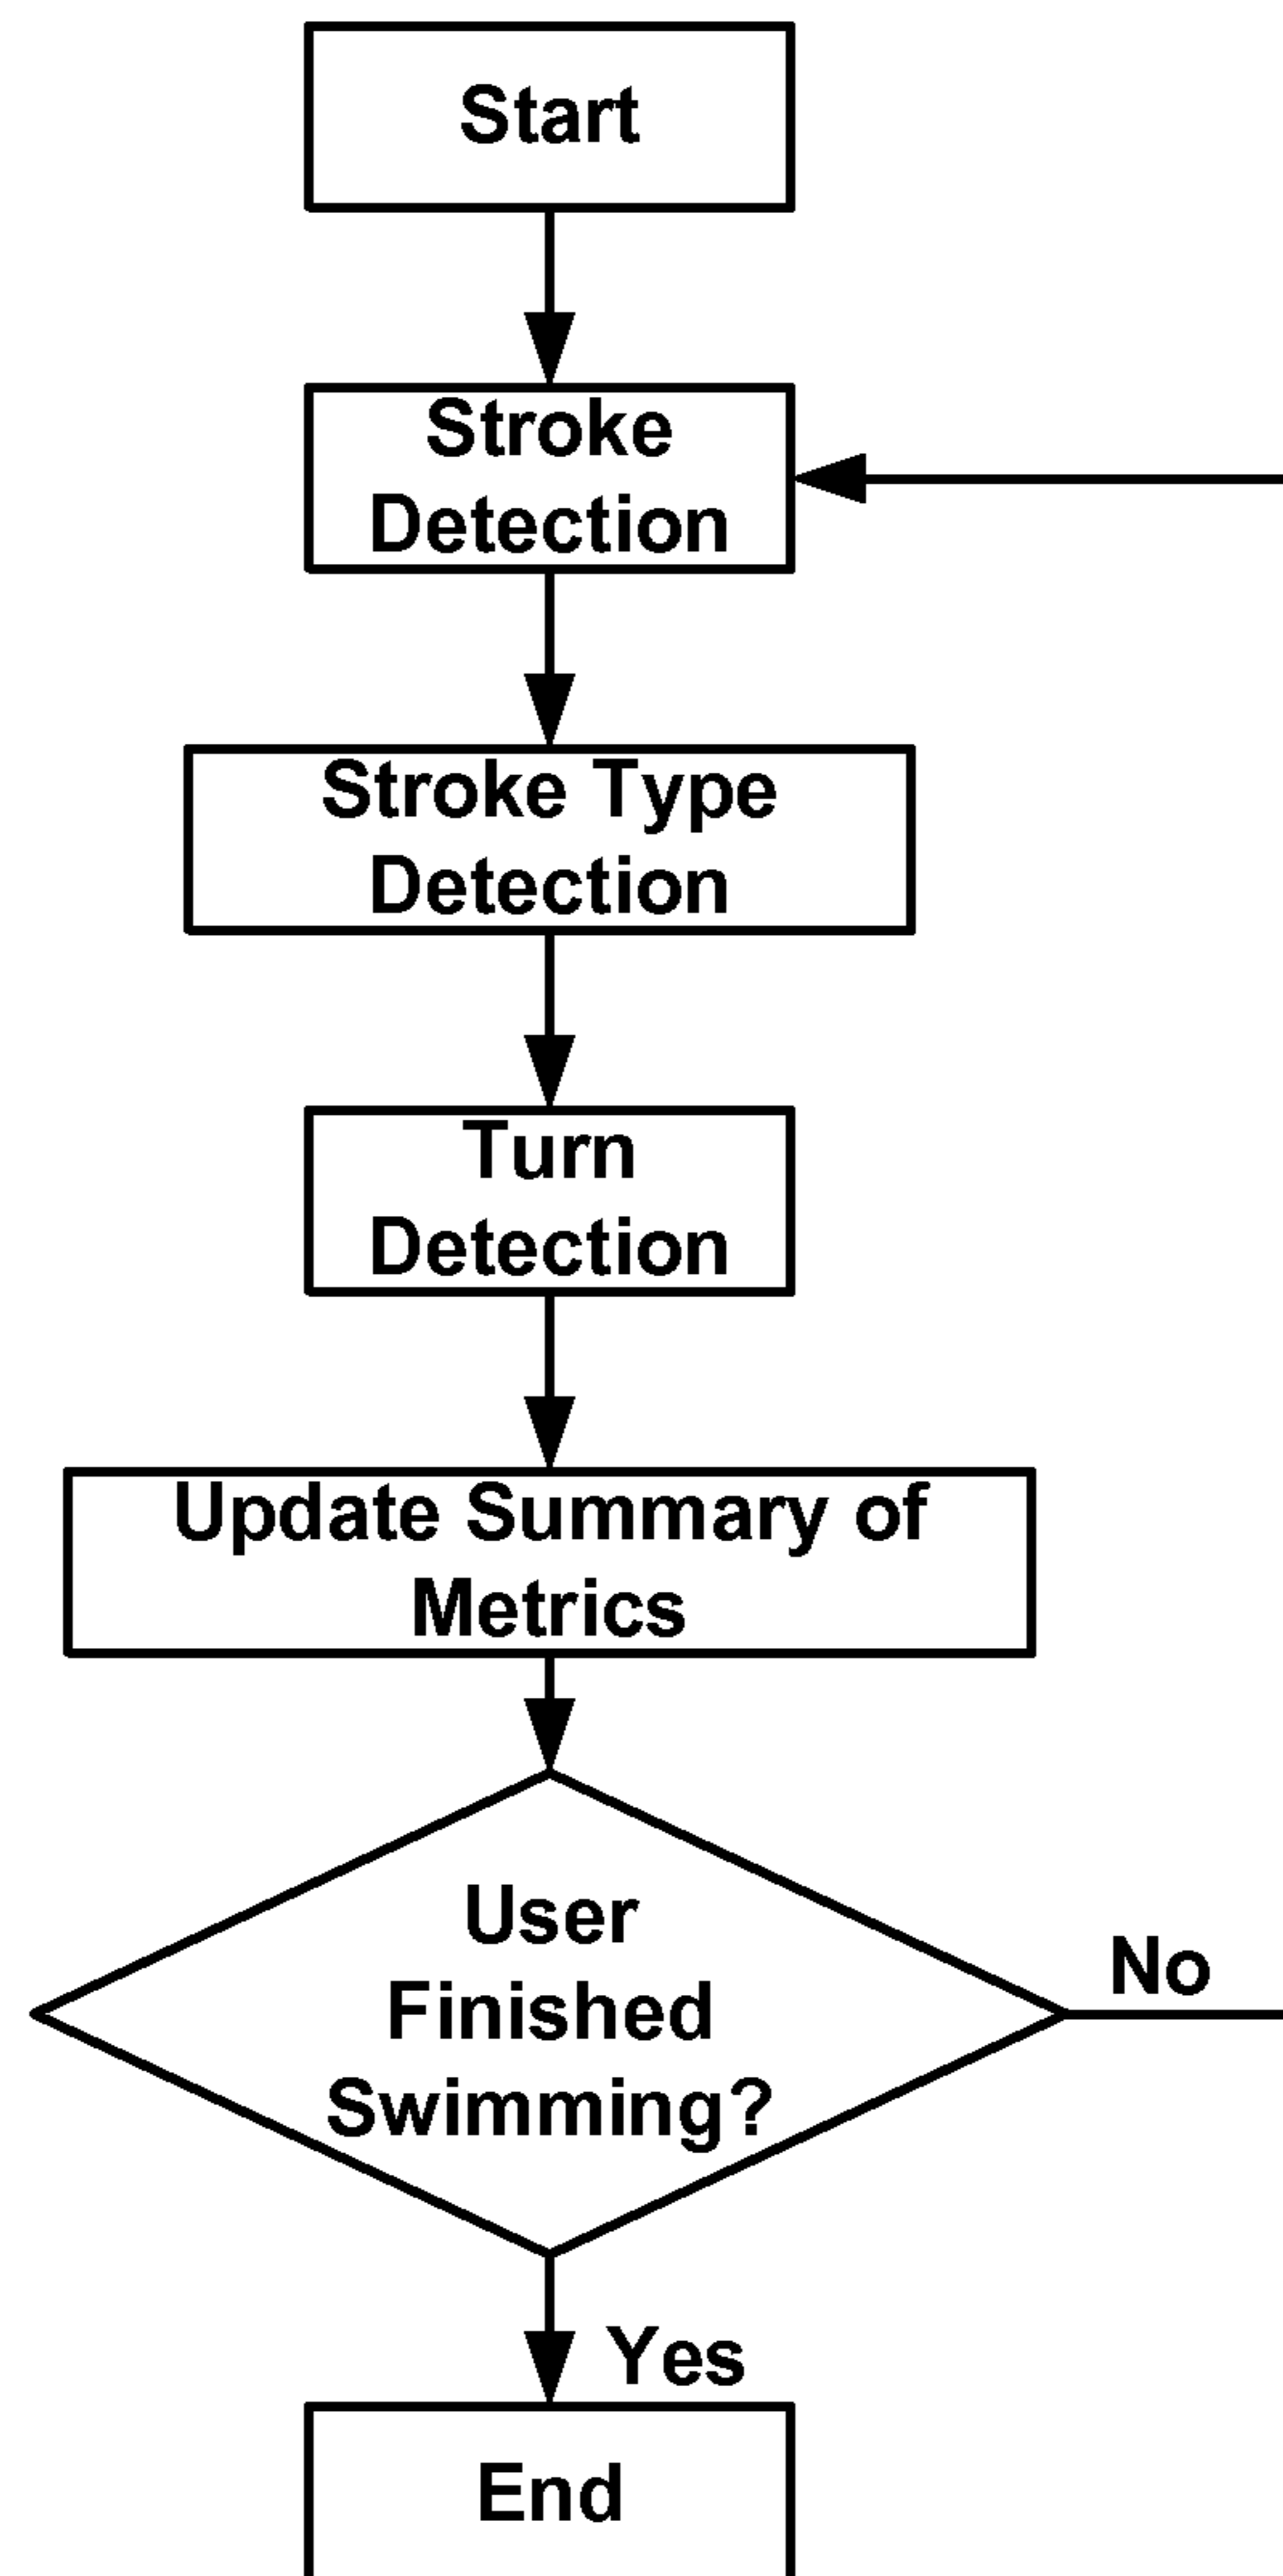 Start
Stroke
Detection
Stroke Type
Detection
Turn
Detection
Update Summary of
Metrics
User
Finished
Swimming?
No
Yes
End